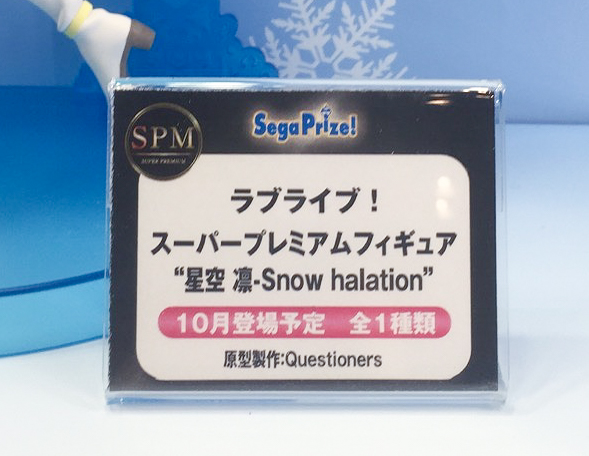 SPM
SUPER PREMIUM
SegaPrize!
ラブライブ！
スーパープレミアムフィギュア
“星空 凛-Snow halation”
10月登場予定 全1種類
原型製作:Questioners